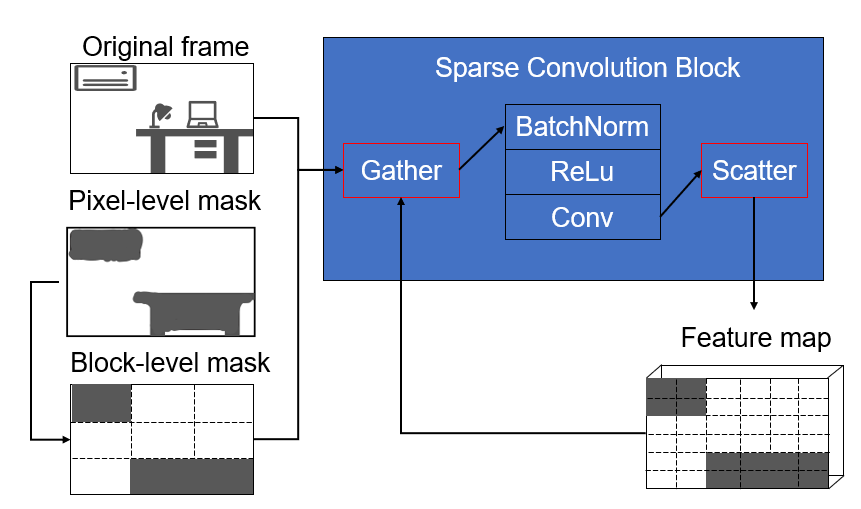 Original frame
Pixel-level mask
Block-level mask
Sparse Convolution Block
Gather
BatchNorm
ReLu
Conv
Scatter
Feature map